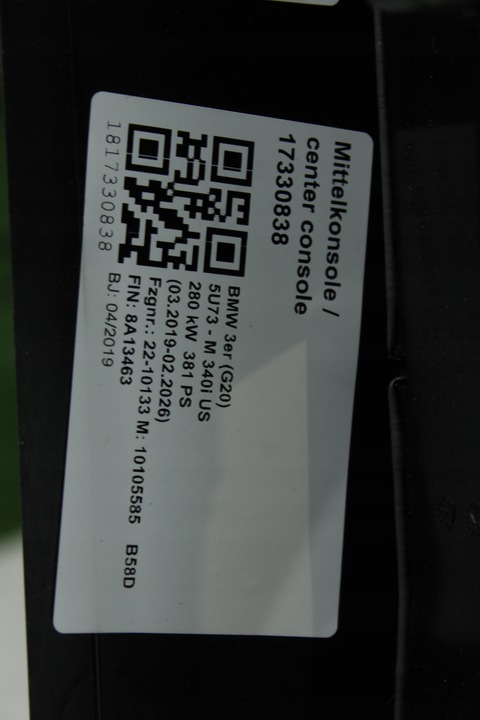 Mittelkonsole /
center console
17330838
BMW 3er (G20)
5U73 - M 340i US
280 kW 381 PS
(03.2019-02.2026)
Fzgnr.: 22-10133 M: 10105585
FIN: 8A13463 B58D
BJ: 04/2019
1817330838